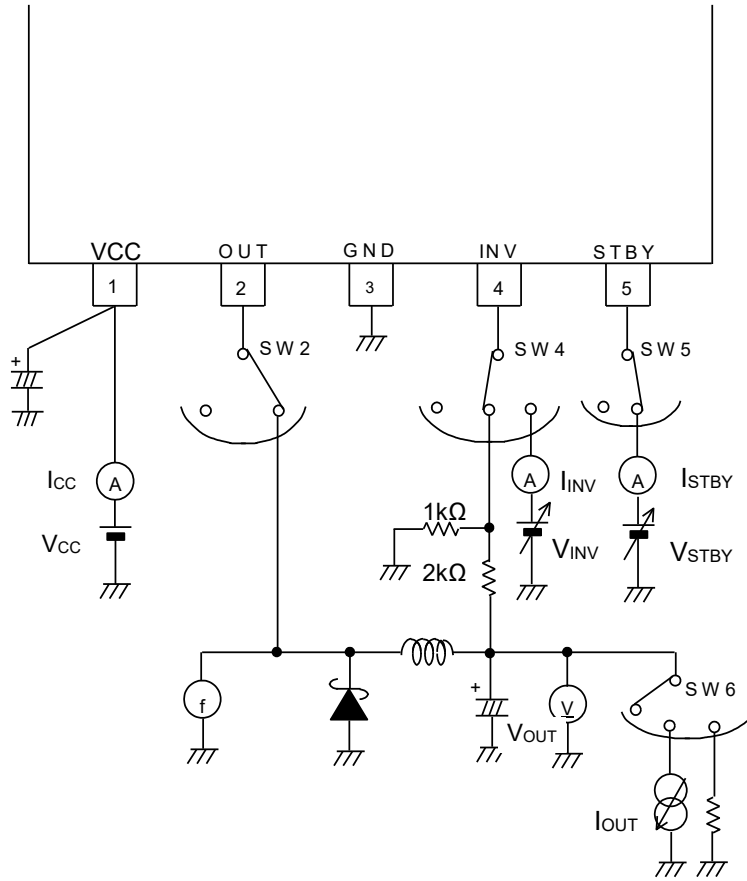 VCC OUT GND INV STBY
1 2 3 4 5
SW2 SW4 SW5
+
ICC A
A IINV A ISTBY
VCC
1kΩ VINV VSTBY
2kΩ
SW6
f + VOUT V
IOUT